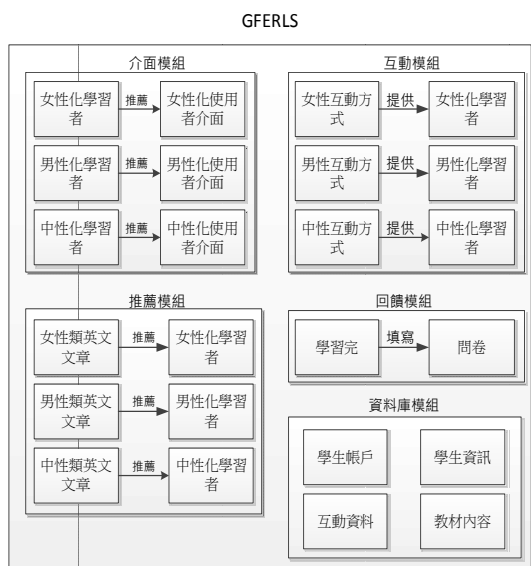 GFERLS
介面模組
女性化學習
者
推薦
女性化使用
者介面
男性化學習
者
推薦
男性化使用
者介面
中性化學習
者
推薦
中性化使用
者介面
互動模組
女性互動方
式
提供
女性化學習
者
男性互動方
式
提供
男性化學習
者
中性互動方
式
提供
中性化學習
者
推薦模組
女性類英文
文章
推薦
女性化學習
者
男性類英文
文章
推薦
男性化學習
者
中性類英文
文章
推薦
中性化學習
者
回饋模組
學習完
填寫
問卷
資料庫模組
學生帳戶
學生資訊
互動資料
教材內容